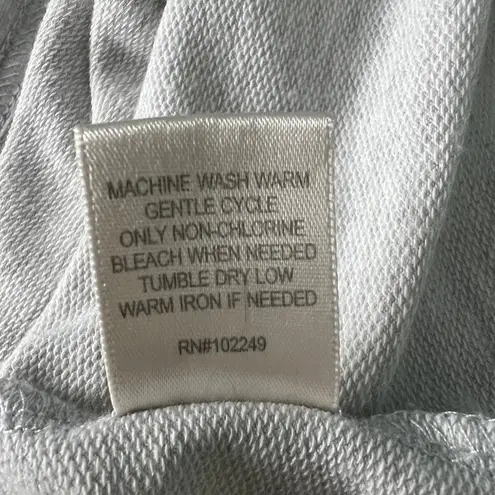 MACHINE WASH WARM
GENTLE CYCLE
ONLY NON-CHLORINE
BLEACH WHEN NEEDED
TUMBLE DRY LOW
WARM IRON IF NEEDED
RN#102249